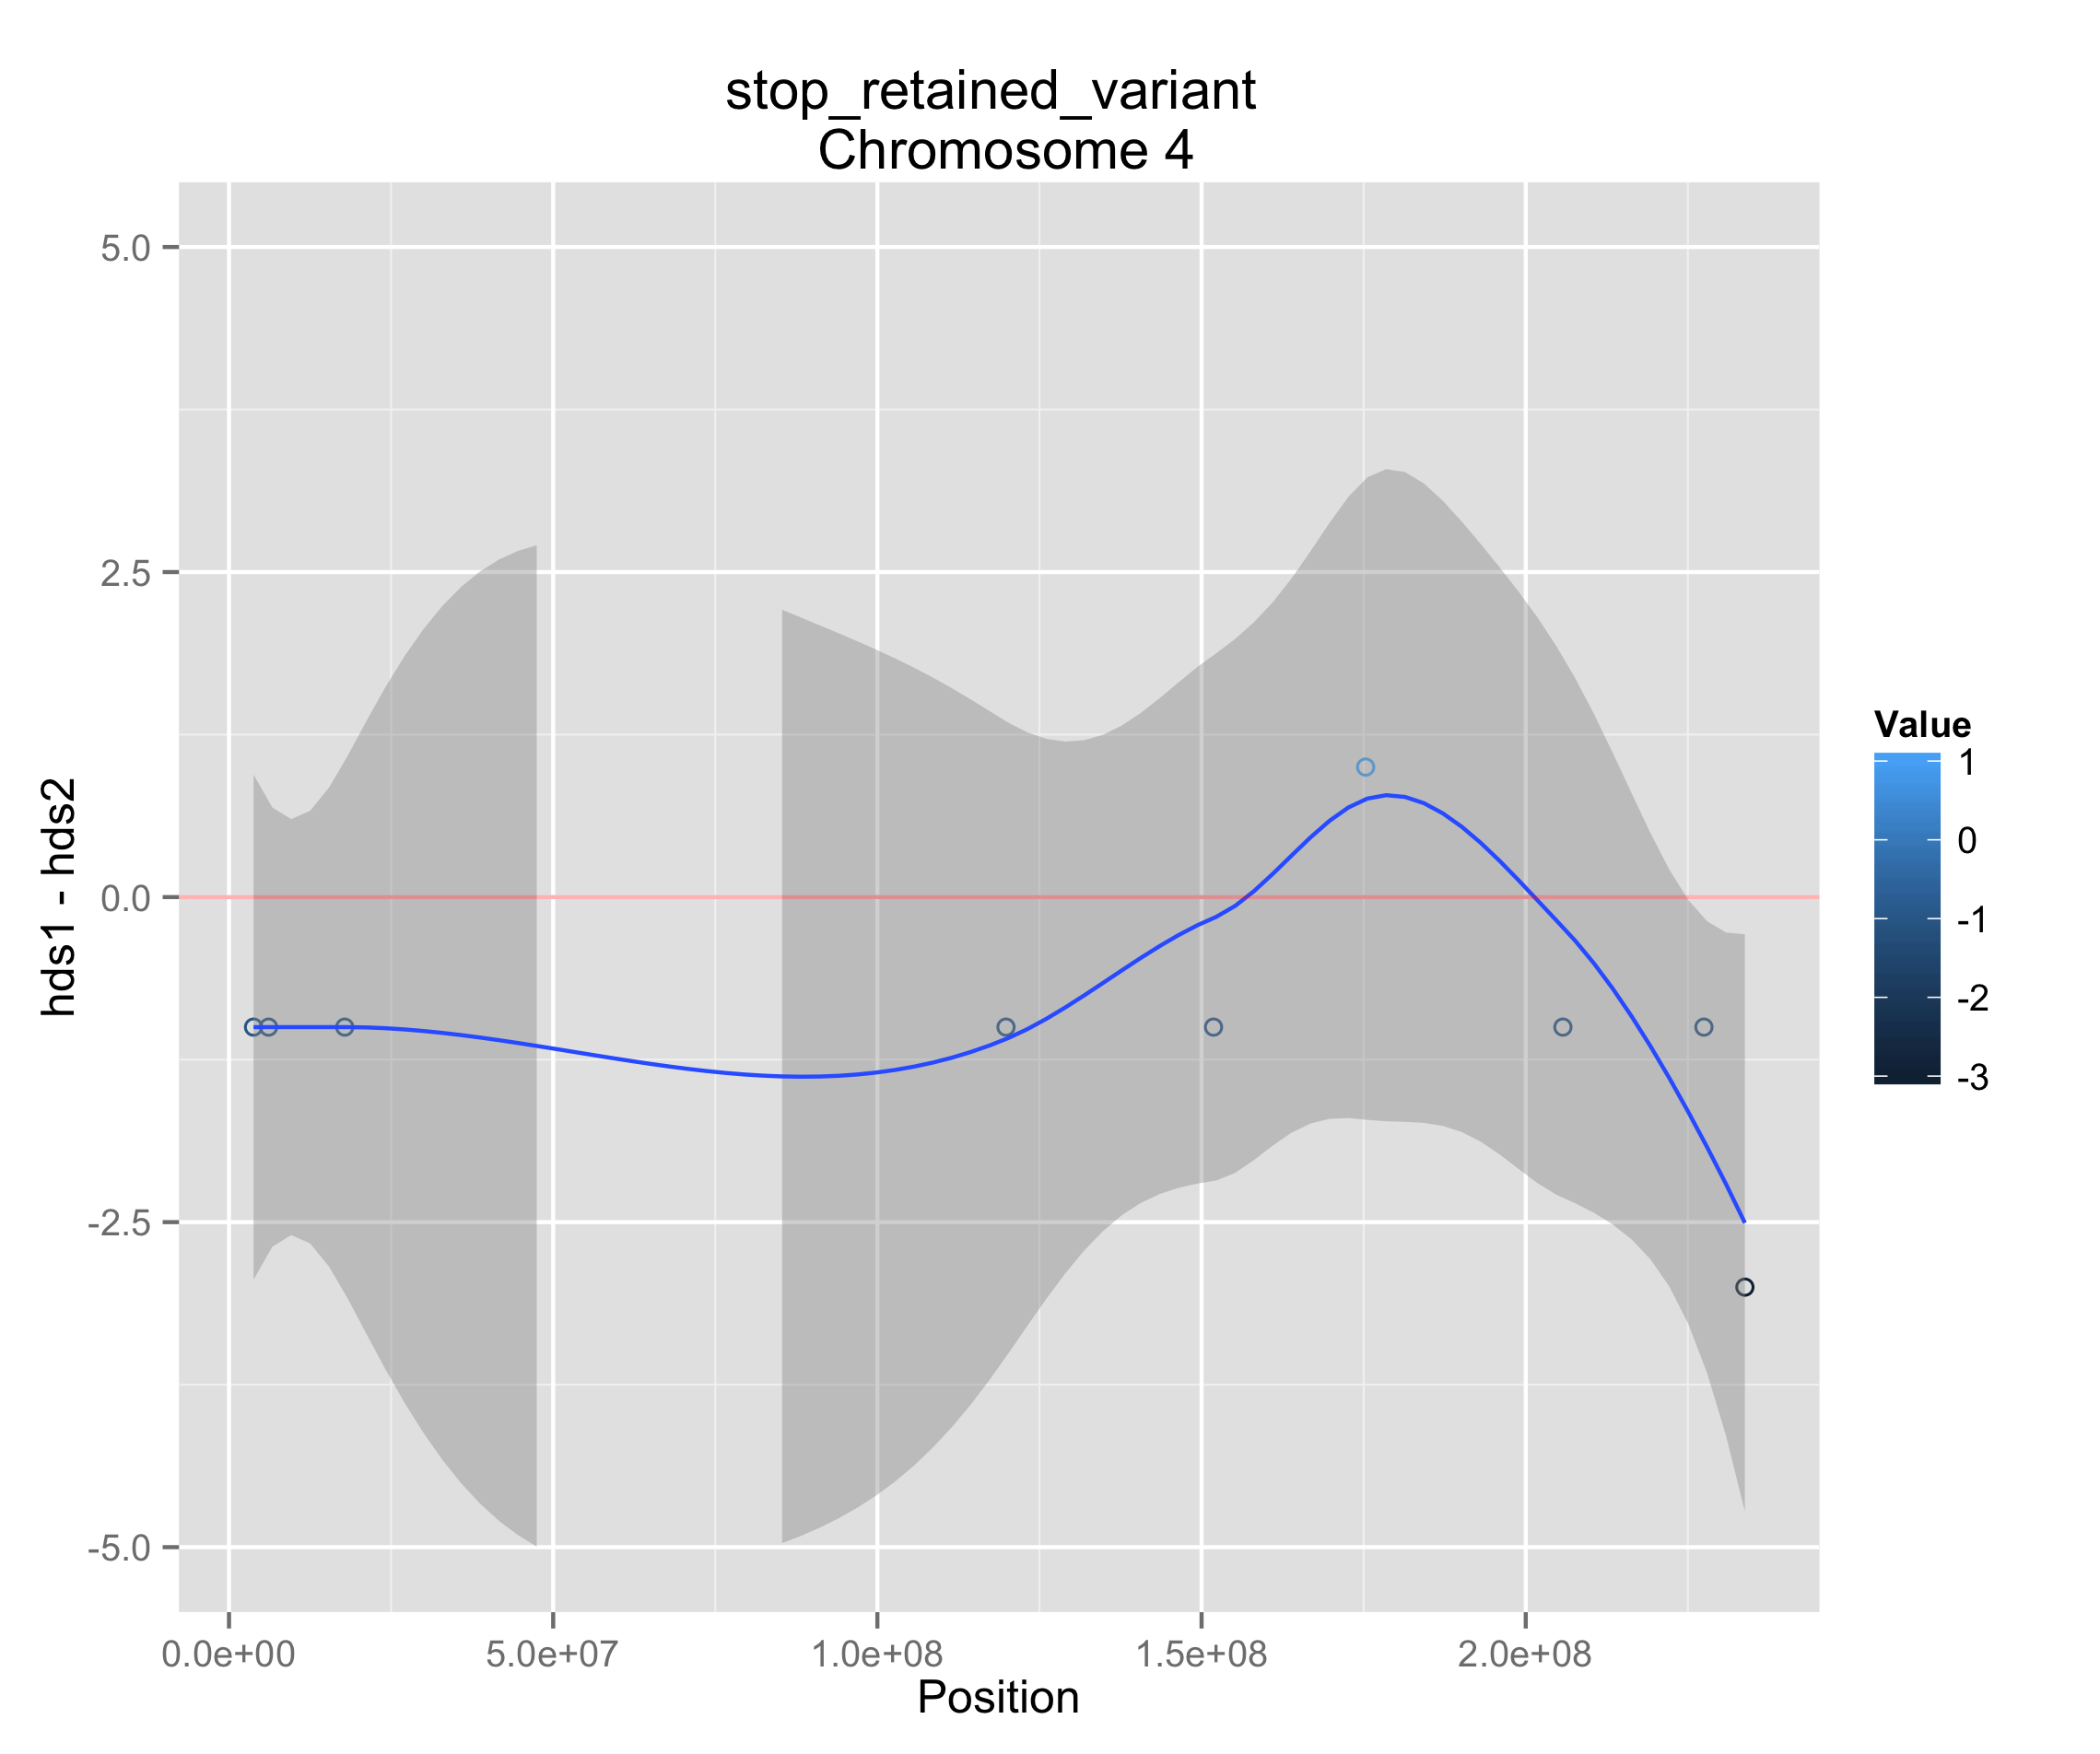 stop_retained_variant
Chromosome 4
5.0
2.5
0.0
-2.5
-5.0
hds1 - hds2
0.0e+00
5.0e+07
1.0e+08
1.5e+08
2.0e+08
Position
Value
1
0
-1
-2
-3